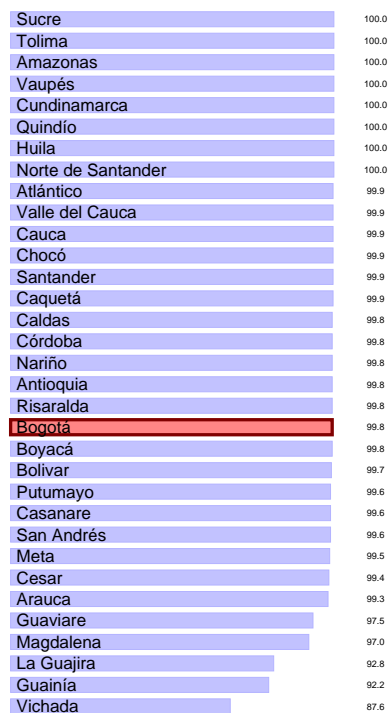 Sucre 100.0
Tolima 100.0
Amazonas 100.0
Vaupés 100.0
Cundinamarca 100.0
Quindío 100.0
Huila 100.0
Norte de Santander 100.0
Atlántico 99.9
Valle del Cauca 99.9
Cauca 99.9
Chocó 99.9
Santander 99.9
Caquetá 99.9
Caldas 99.8
Córdoba 99.8
Nariño 99.8
Antioquia 99.8
Risaralda 99.8
Bogotá 99.8
Boyacá 99.8
Bolivar 99.7
Putumayo 99.6
Casanare 99.6
San Andrés 99.6
Meta 99.5
Cesar 99.4
Arauca 99.3
Guaviare 97.5
Magdalena 97.0
La Guajira 92.8
Guainía 92.2
Vichada 87.6